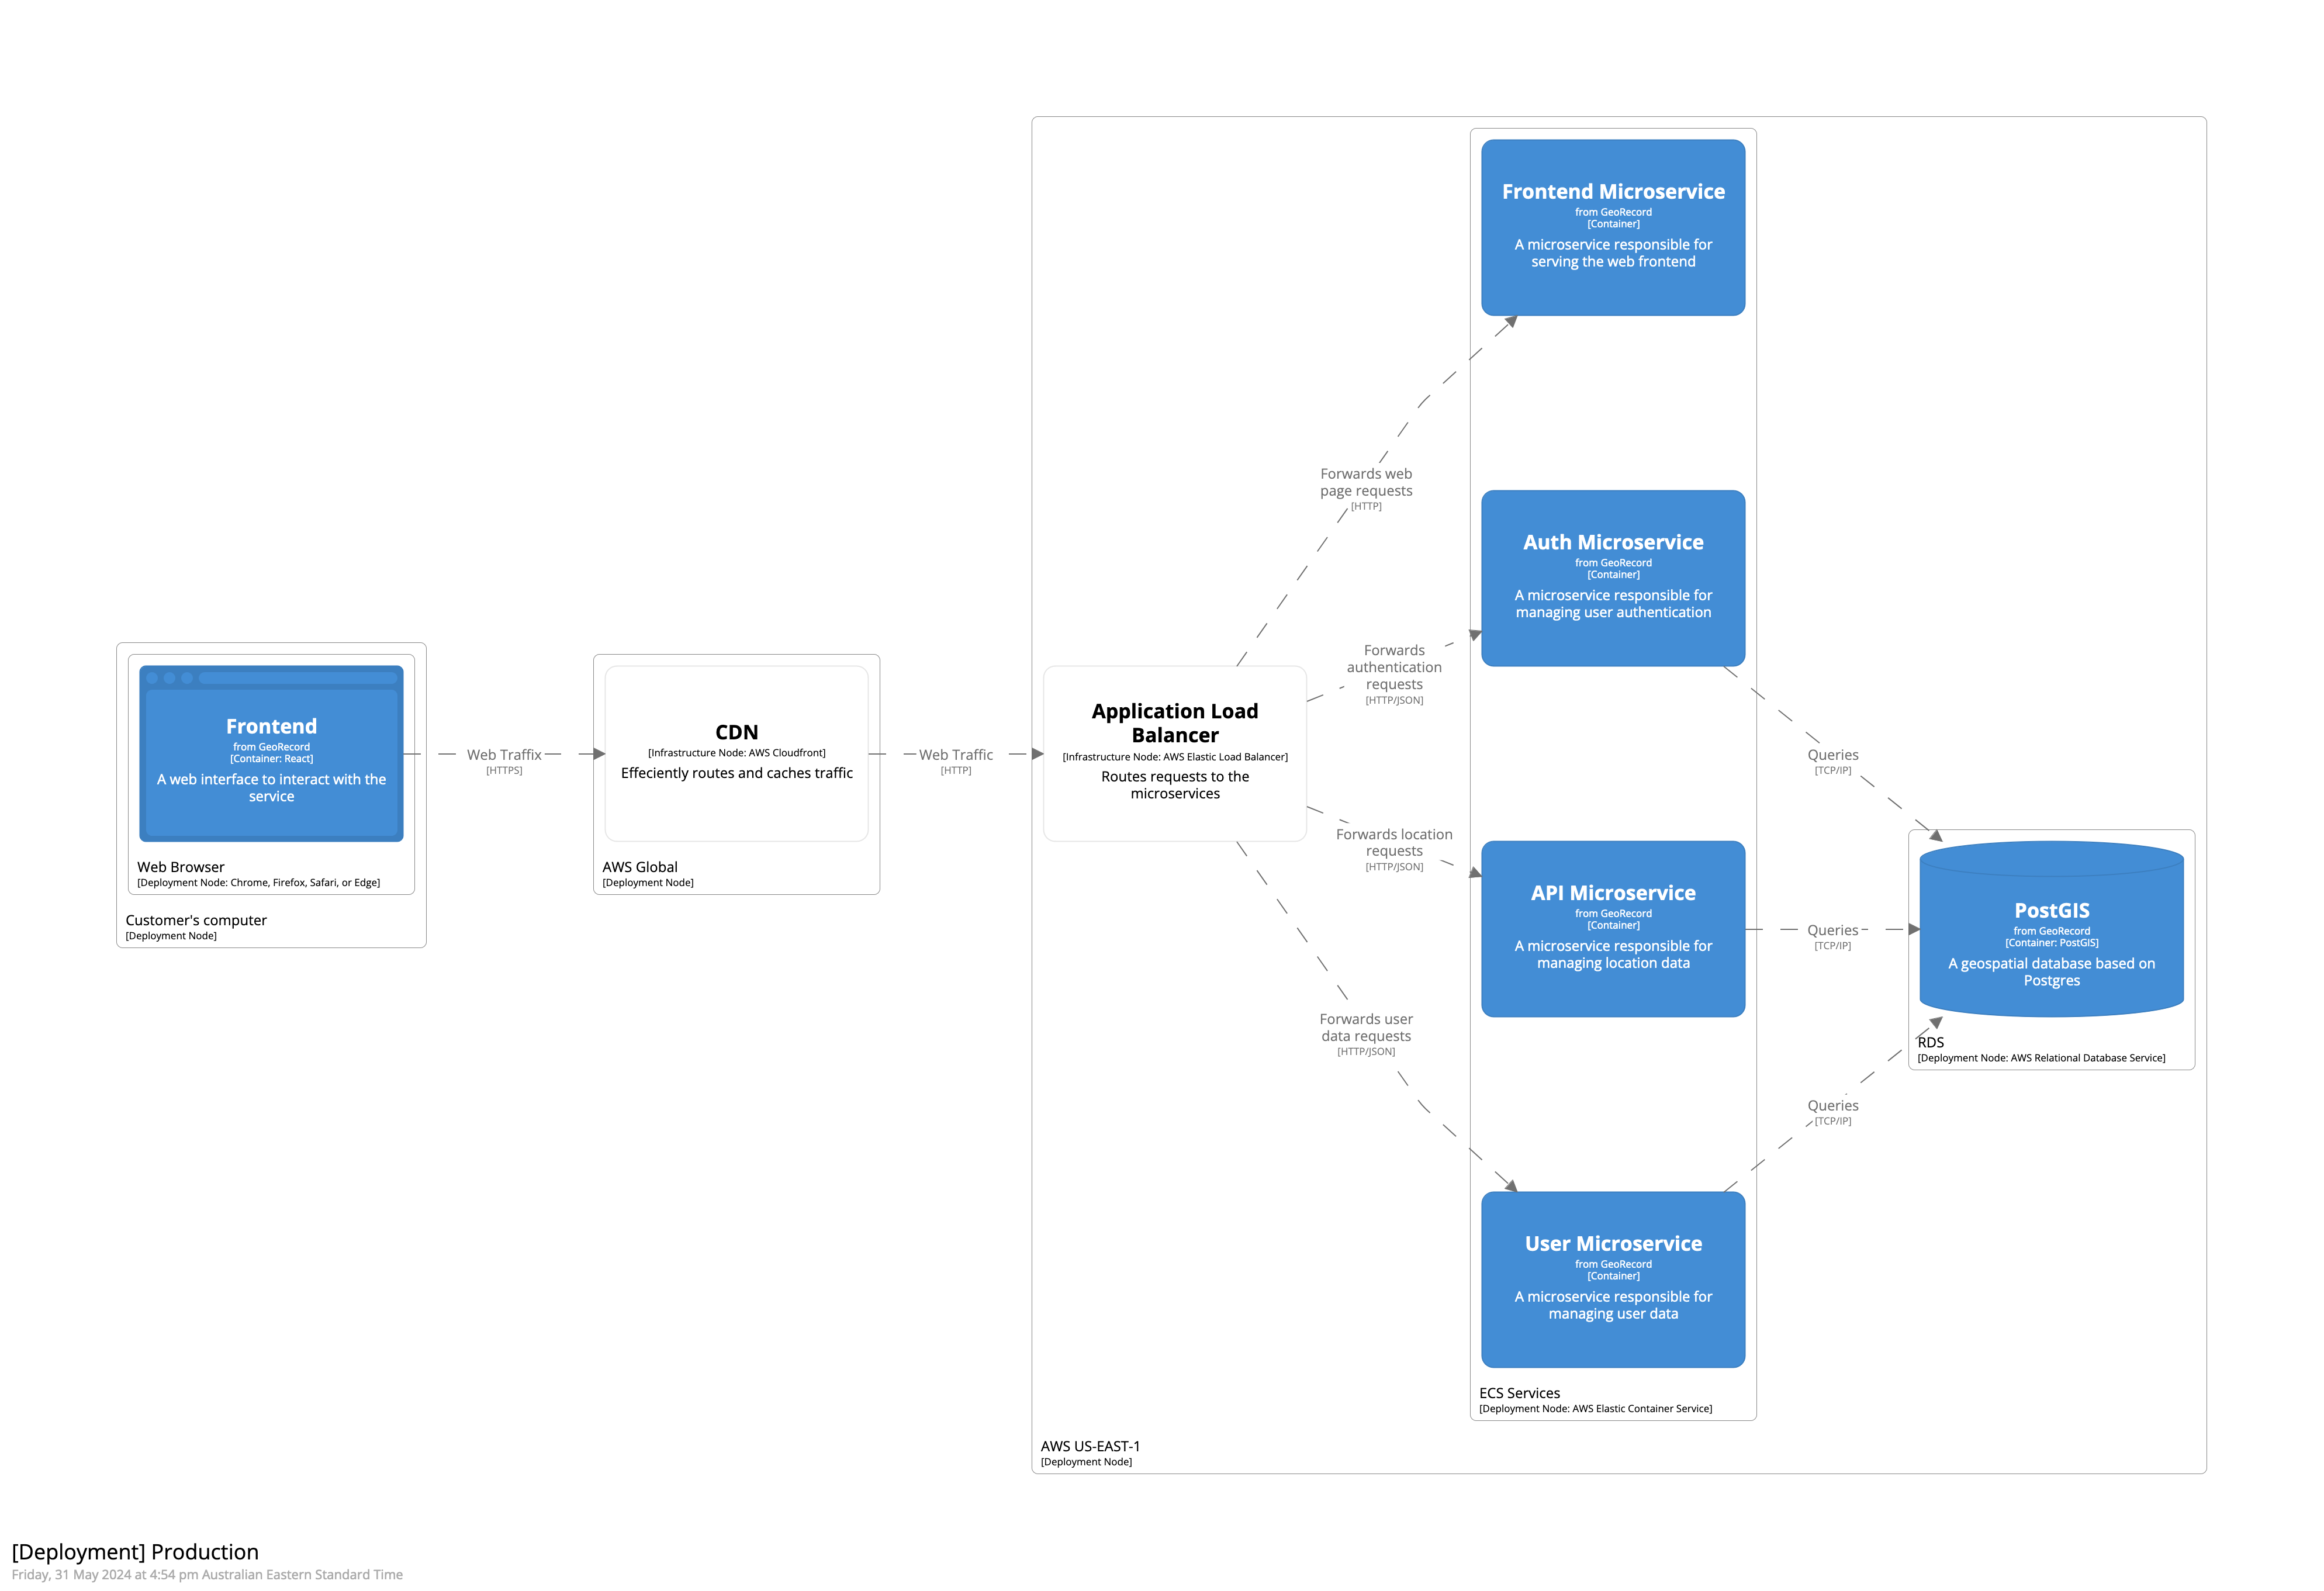 Frontend Microservice
from GeoRecord
[Container]
A microservice responsible for
serving the web frontend
Forwards web
page requests
[HTTP]
Auth Microservice
from GeoRecord
[Container]
A microservice responsible for
managing user authentication
Forwards
authentication
requests
[HTTP/JSON]
Frontend
from GeoRecord
[Container: React]
A web interface to interact with the
service
Web Browser
[Deployment Node: Chrome, Firefox, Safari, or Edge]
Customer's computer
[Deployment Node]
Web Traffix
[HTTPS]
CDN
[Infrastructure Node: AWS Cloudfront]
Effeciently routes and caches traffic
AWS Global
[Deployment Node]
Web Traffic
[HTTP]
Application Load
Balancer
[Infrastructure Node: AWS Elastic Load Balancer]
Routes requests to the
microservices
Queries
[TCP/IP]
Forwards location
requests
[HTTP/JSON]
API Microservice
from GeoRecord
[Container]
A microservice responsible for
managing location data
Queries
[TCP/IP]
PostGIS
from GeoRecord
[Container: PostGIS]
A geospatial database based on
Postgres
RDS
[Deployment Node: AWS Relational Database Service]
Forwards user
data requests
[HTTP/JSON]
Queries
[TCP/IP]
User Microservice
from GeoRecord
[Container]
A microservice responsible for
managing user data
ECS Services
[Deployment Node: AWS Elastic Container Service]
AWS US-EAST-1
[Deployment Node]
[Deployment] Production
Friday, 31 May 2024 at 4:54 pm Australian Eastern Standard Time